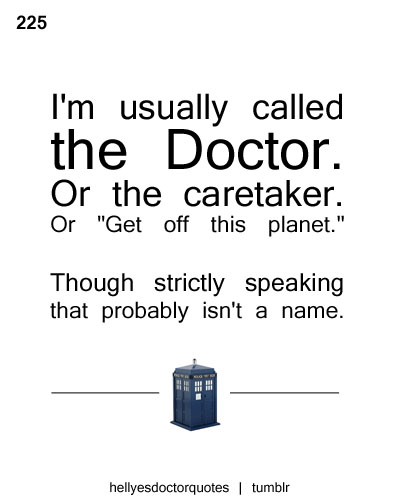 225
I'm usually called
the Doctor.
Or the caretaker.
Or "Get off this planet."
Though strictly speaking
that probably isn't a name.
hellyesdoctorquotes | tumblr